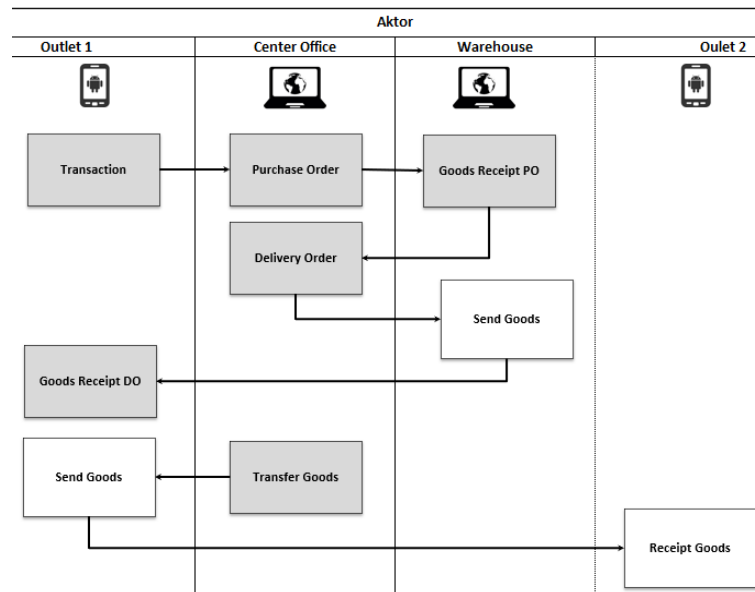 Aktor
Outlet 1
Center Office
Warehouse
Oulet 2
Transaction
Purchase Order
Goods Receipt PO
Delivery Order
Send Goods
Goods Receipt DO
Send Goods
Transfer Goods
Receipt Goods